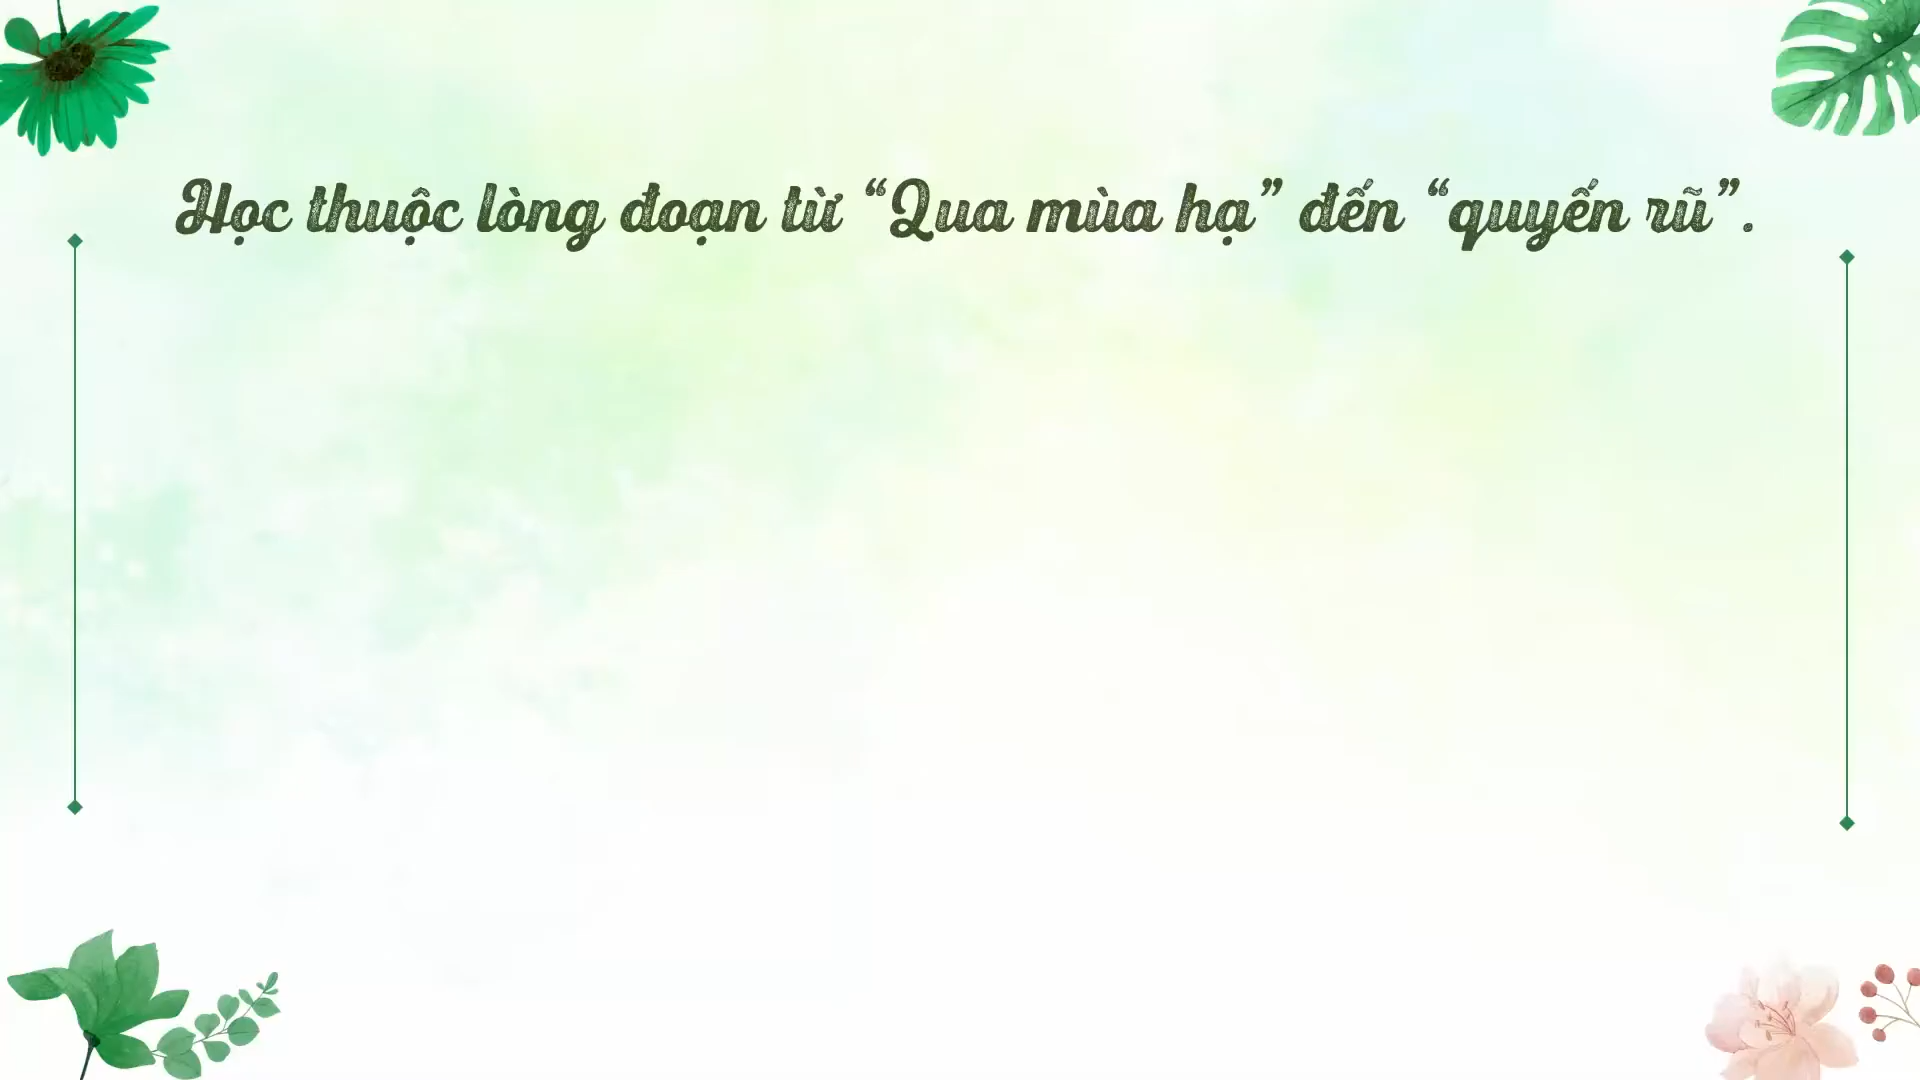 Học thuộc lòng đoạn từ “Qua mùa hạ” đến “quyến rũ”.